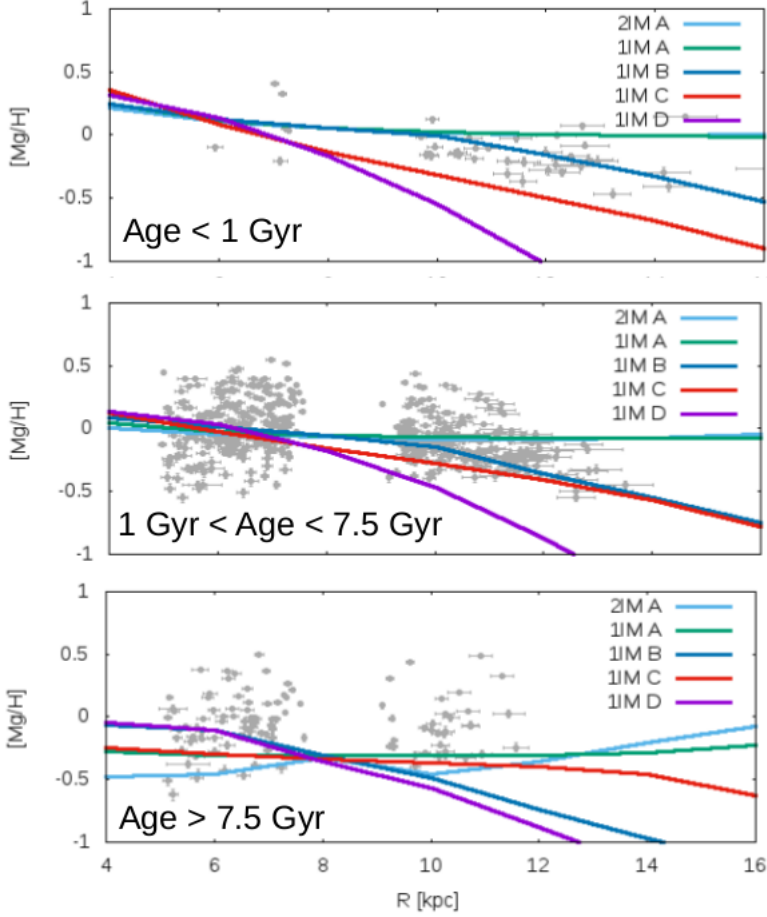 1
0.5
0
-0.5
-1
[Mg/H]
2IM A
1IM A
1IM B
1IM C
1IM D
Age < 1 Gyr
1
0.5
0
-0.5
-1
[Mg/H]
2IM A
1IM A
1IM B
1IM C
1IM D
1 Gyr < Age < 7.5 Gyr
1
0.5
0
-0.5
-1
[Mg/H]
2IM A
1IM A
1IM B
1IM C
1IM D
Age > 7.5 Gyr
4 6 8 10 12 14 16
R [kpc]